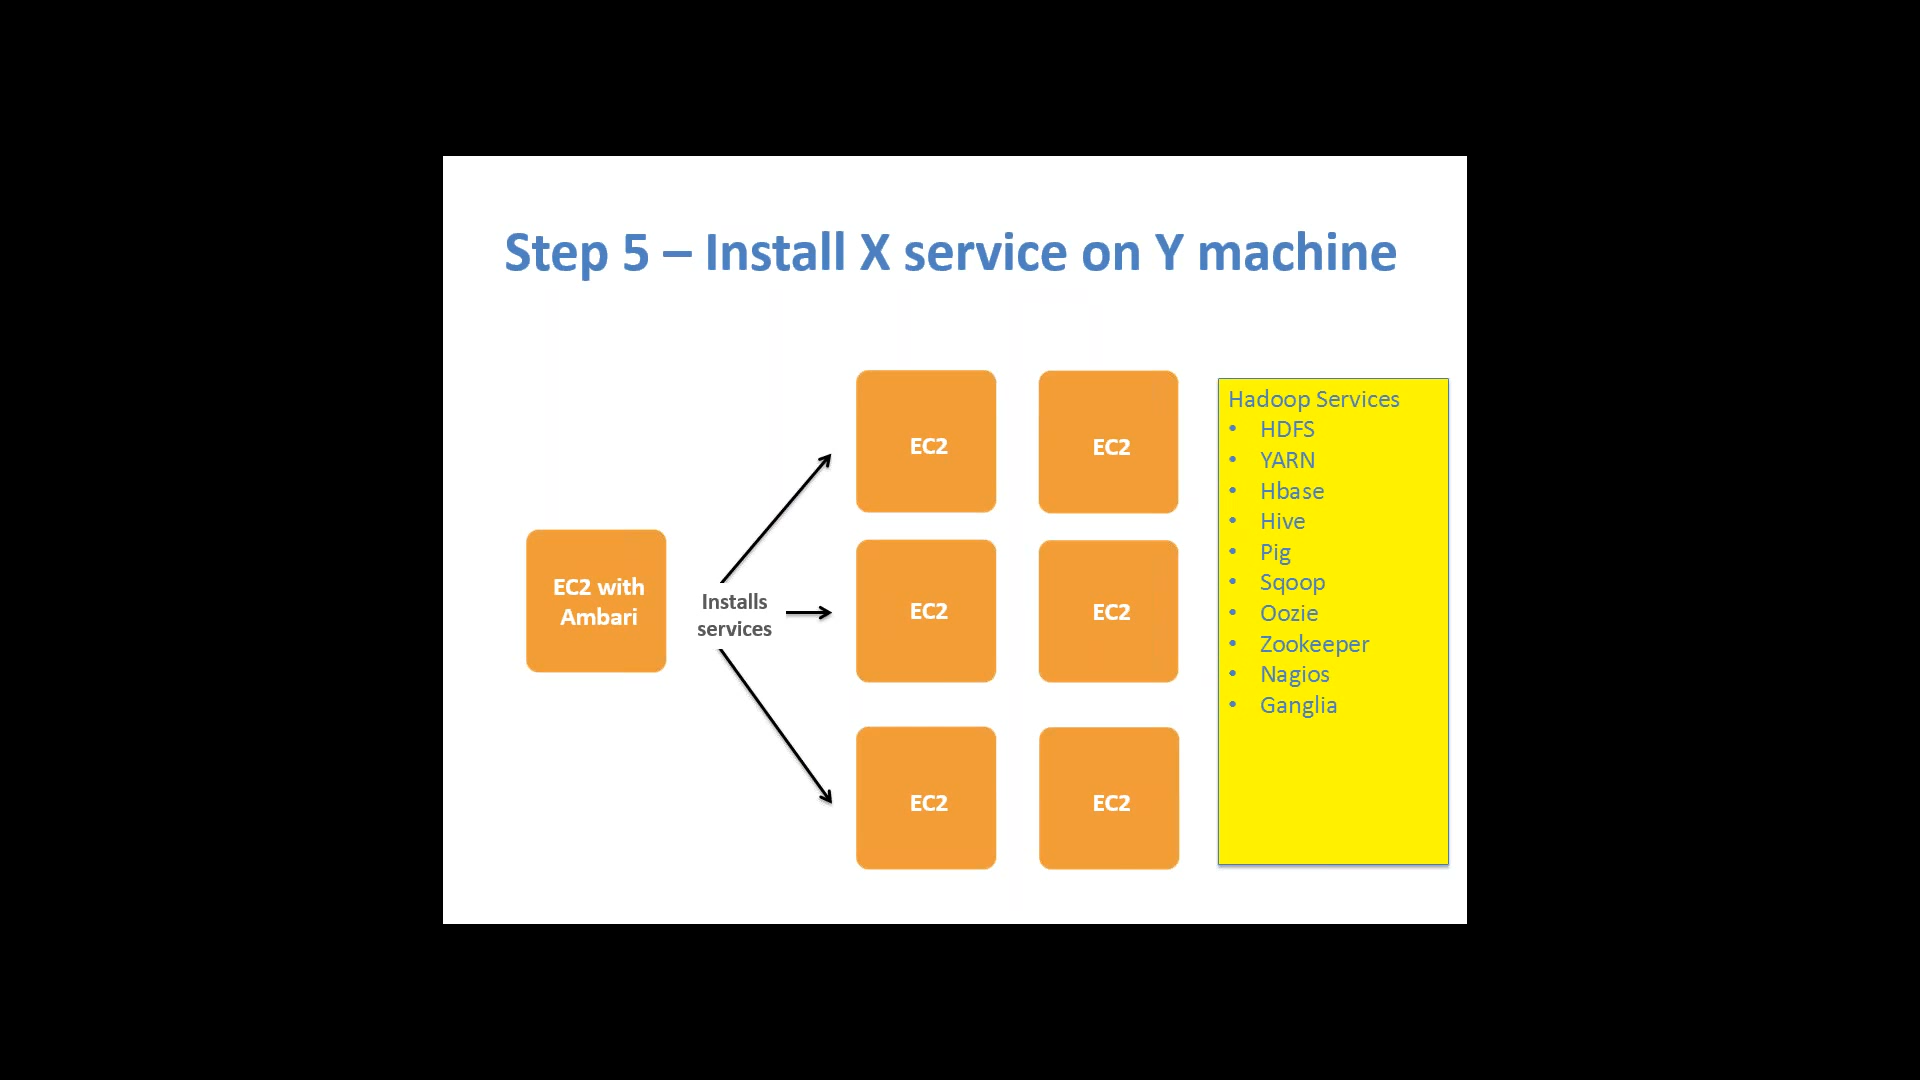 Step 5 – Install X service on Y machine
EC2 with
Ambari
Installs
services
EC2
EC2
EC2
EC2
EC2
EC2
Hadoop Services
• HDFS
• YARN
• Hbase
• Hive
• Pig
• Sqoop
• Oozie
• Zookeeper
• Nagios
• Ganglia